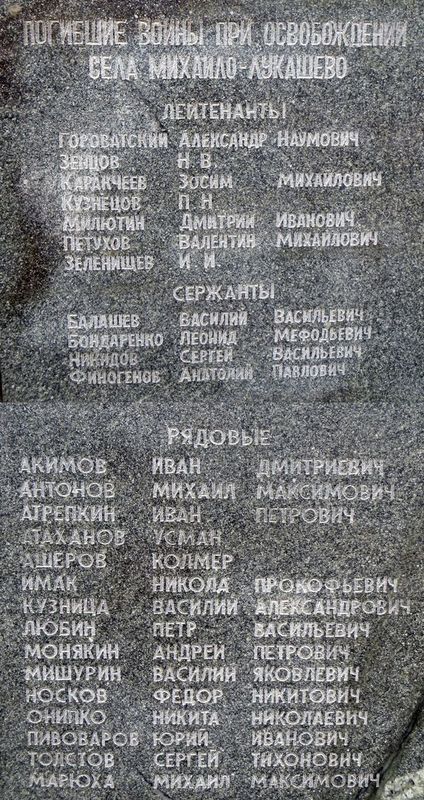 ПОГИБШИЕ ВОИНЫ ПРИ ОСВОБОЖДЕНИИ
СЕЛА МИХАЙЛО-ЛУКАШЕВО
ЛЕЙТЕНАНТЫ
ГОРОВАТСКИЙ АЛЕКСАНДР НАУМОВИЧ
ЗЕНЦОВ Н В
КАРАКЧЕЕВ ЗОСИМ МИХАЙЛОВИЧ
КУЗНЕЦОВ П Н
МИЛЮТИН ДМИТРИЙ ИВАНОВИЧ
ПЕТУХОВ ВАЛЕНТИН МИХАЙЛОВИЧ
ЗЕЛЕНИЩЕВ И И
СЕРЖАНТЫ
БАЛАШЕВ ВАСИЛИЙ ВАСИЛЬЕВИЧ
БОНДАРЕНКО ЛЕОНИД МЕФОДЬЕВИЧ
НИКИДОВ СЕРГЕЙ ВАСИЛЬЕВИЧ
ФИНОГЕНОВ АНАТОЛИЙ ПАВЛОВИЧ
РЯДОВЫЕ
АКИМОВ ИВАН ДМИТРИЕВИЧ
АНТОНОВ МИХАИЛ МАКСИМОВИЧ
АТРЕПКИН ИВАН ПЕТРОВИЧ
АТАХАНОВ УСМАН
АШЕРОВ КОЛМЕР
ИМАК НИКОЛА ПРОКОФЬЕВИЧ
КУЗНИЦА ВАСИЛИЙ АЛЕКСАНДРОВИЧ
ЛЮБИН ПЕТР ВАСИЛЬЕВИЧ
МОНЯКИН АНДРЕЙ ПЕТРОВИЧ
МИШУРИН ВАСИЛИЙ ЯКОВЛЕВИЧ
НОСКОВ ФЕДОР НИКИТОВИЧ
ОНИПКО НИКИТА НИКОЛАЕВИЧ
ПИВОВАРОВ ЮРИЙ ИВАНОВИЧ
ТОЛСТОВ СЕРГЕЙ ТИХОНОВИЧ
МАРЮХА МИХАИЛ МАКСИМОВИЧ